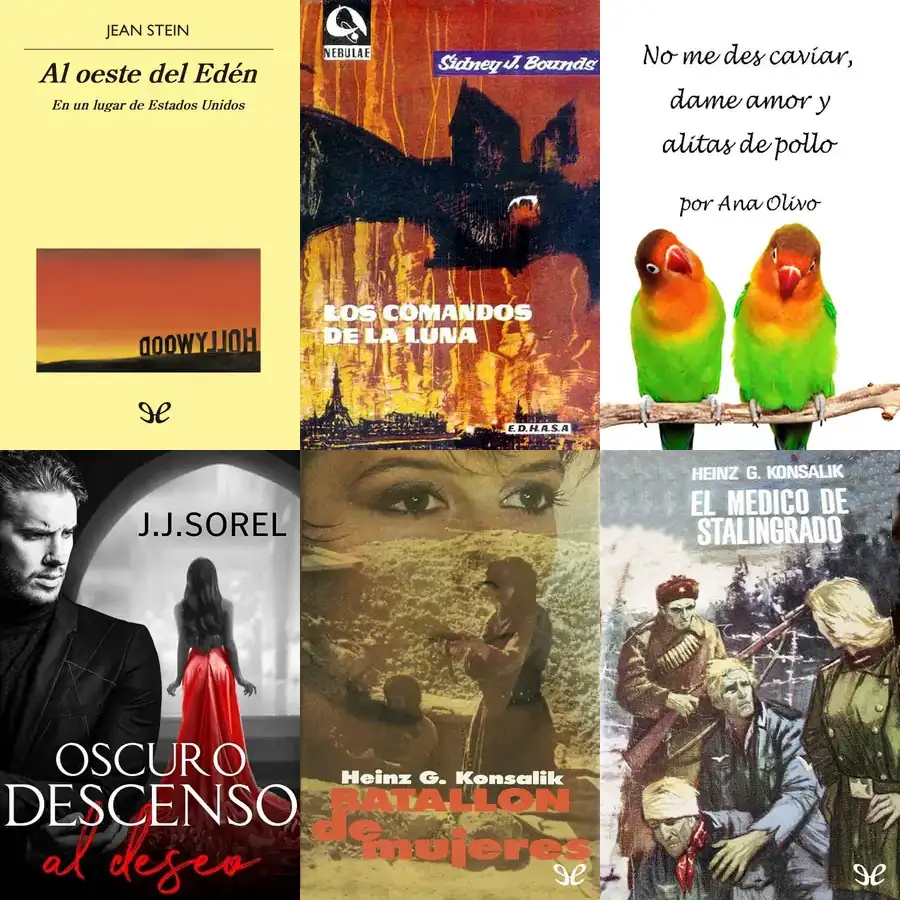 JEAN STEIN
Al oeste del Edén
En un lugar de Estados Unidos
HOLLYWOOD
NEBULAE
Sidney J. Bounds
LOS COMANDOS
DE LA LUNA
E.D.H.A.S.A
No me des caviar,
dame amor y
alitas de pollo
por Ana Olivo
J.J.SOREL
OSCURO
DESCENSO
al deseo
Heinz G. Konsalik
BATALLON
de
mujeres
HEINZ G. KONSALIK
EL MEDICO DE
STALINGRADO